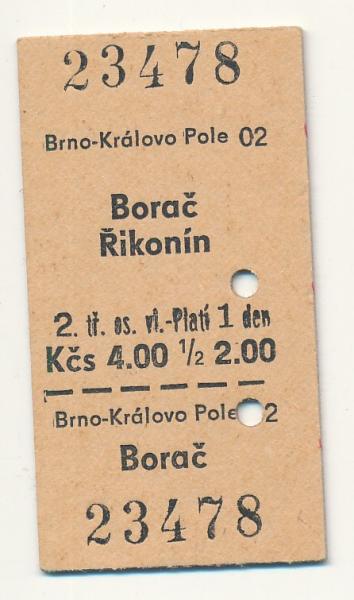 23478
Brno-Královo Pole 02
Borač
Řikonín
2. tř. os. vl.-Platí 1 den
Kčs 4.00 ½ 2.00
Brno-Královo Pole 2
Borač
23478